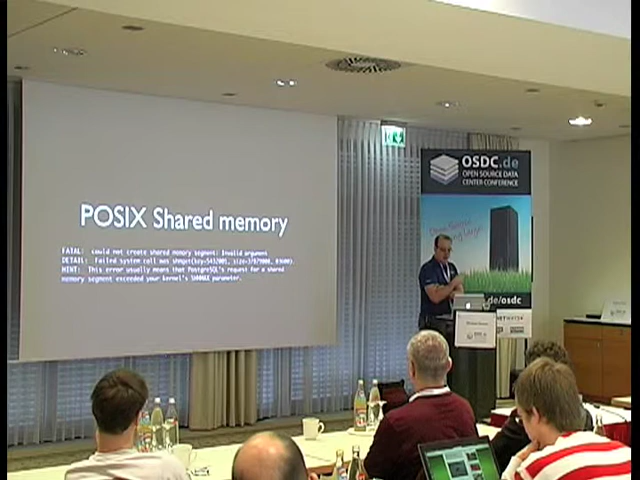 POSIX Shared memory
FATAL: could not create shared memory segment: Invalid argument
DETAIL: Failed system call was shmget(key=5432001, size=37879808, 03600).
HINT: This error usually means that PostgreSQL's request for a shared
memory segment exceeded your kernel's SHMMAX parameter.
OSDC.de
OPEN SOURCE DATA
CENTER CONFERENCE
.de/osdc